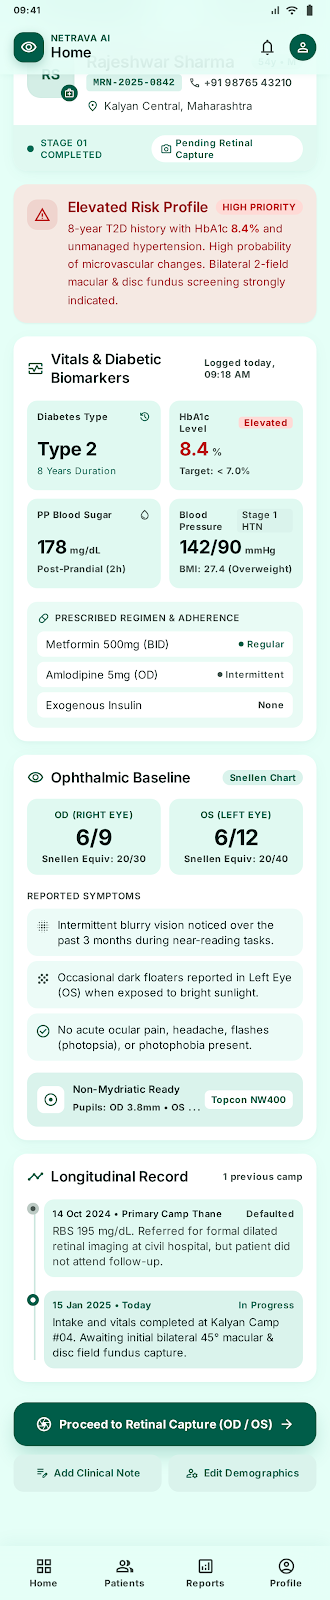 09:41
NETRAVA AI
Home
Rajeshwar Sharma
RS
MRN-2025-0842
+91 98765 43210
Kalyan Central, Maharashtra
STAGE 01
COMPLETED
Pending Retinal
Capture
Elevated Risk Profile
HIGH PRIORITY
8-year T2D history with HbA1c 8.4% and
unmanaged hypertension. High probability
of microvascular changes. Bilateral 2-field
macular & disc fundus screening strongly
indicated.
Vitals & Diabetic
Biomarkers
Logged today,
09:18 AM
Diabetes Type
Type 2
8 Years Duration
HbA1c
Level
Elevated
8.4 %
Target: < 7.0%
PP Blood Sugar
178 mg/dL
Post-Prandial (2h)
Blood
Pressure
Stage 1
HTN
142/90 mmHg
BMI: 27.4 (Overweight)
PRESCRIBED REGIMEN & ADHERENCE
Metformin 500mg (BID)
• Regular
Amlodipine 5mg (OD)
• Intermittent
Exogenous Insulin
None
Ophthalmic Baseline
Snellen Chart
OD (RIGHT EYE)
6/9
Snellen Equiv: 20/30
OS (LEFT EYE)
6/12
Snellen Equiv: 20/40
REPORTED SYMPTOMS
Intermittent blurry vision noticed over the
past 3 months during near-reading tasks.
Occasional dark floaters reported in Left Eye
(OS) when exposed to bright sunlight.
No acute ocular pain, headache, flashes
(photopsia), or photophobia present.
Non-Mydriatic Ready
Pupils: OD 3.8mm • OS ...
Topcon NW400
Longitudinal Record
1 previous camp
14 Oct 2024 • Primary Camp Thane
Defaulted
RBS 195 mg/dL. Referred for formal dilated
retinal imaging at civil hospital, but patient did
not attend follow-up.
15 Jan 2025 • Today
In Progress
Intake and vitals completed at Kalyan Camp
#04. Awaiting initial bilateral 45° macular &
disc field fundus capture.
Proceed to Retinal Capture (OD / OS)
Add Clinical Note
Edit Demographics
Home
Patients
Reports
Profile